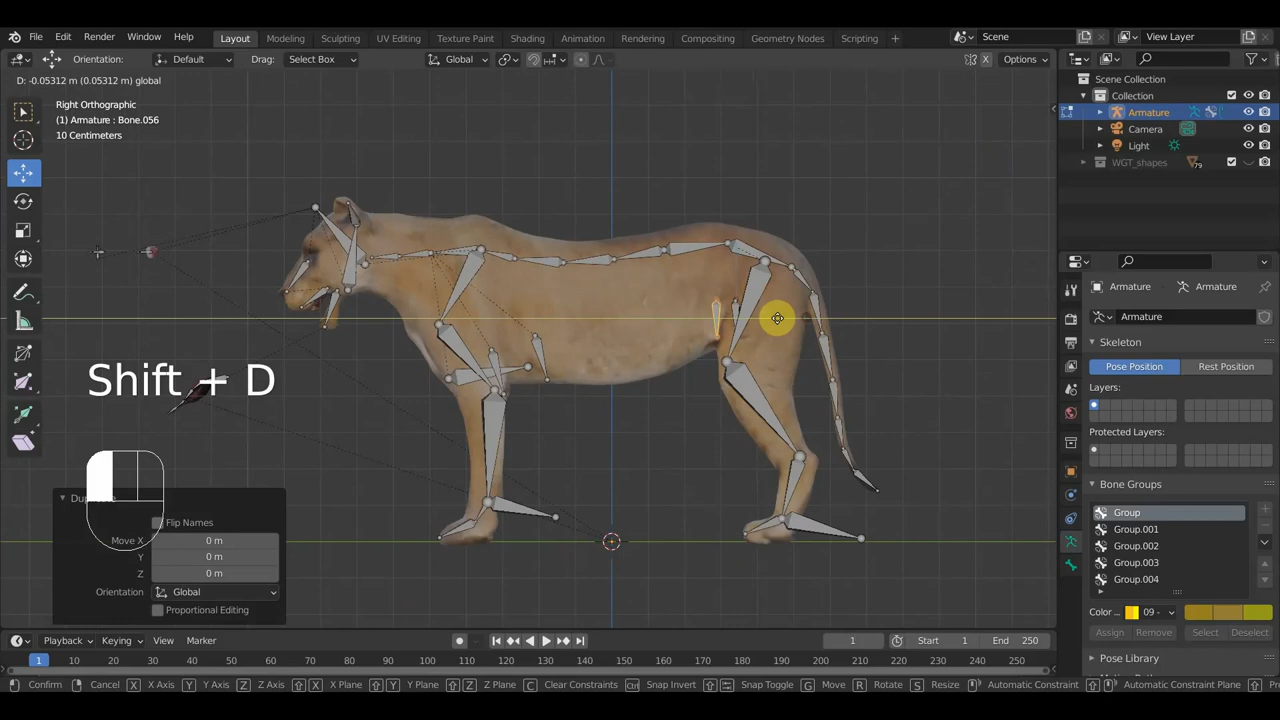 File Edit Render Window Help Layout Modeling Sculpting UV Editing Texture Paint Shading Animation Rendering Compositing Geometry Nodes Scripting + Scene View Layer
Orientation: Default Drag: Select Box Global X Options
D: -0.05312 m (0.05312 m) global
Right Orthographic
(1) Armature : Bone.056
10 Centimeters
Shift + D
Flip Names
Move X 0 m
Y 0 m
Z 0 m
Orientation Global
Proportional Editing
Scene Collection
Collection
Armature
Camera
Light
WGT_shapes 79
Armature Armature
Armature
Skeleton
Pose Position Rest Position
Layers:
Protected Layers:
Bone Groups
Group
Group.001
Group.002
Group.003
Group.004
Color ... 09 -
Assign Remove Select Deselect
Pose Library
Playback Keying View Marker 1 Start 1 End 250
1 10 20 30 40 50 60 70 80 90 100 110 120 130 140 150 160 170 180 190 200 210 220 230 240 250
Confirm Cancel X X Axis Y Y Axis Z Z Axis X X Plane Y Y Plane Z Z Plane C Clear Constraints Ctrl Snap Invert Snap Toggle G Move R Rotate S Resize Automatic Constraint Automatic Constraint Plane